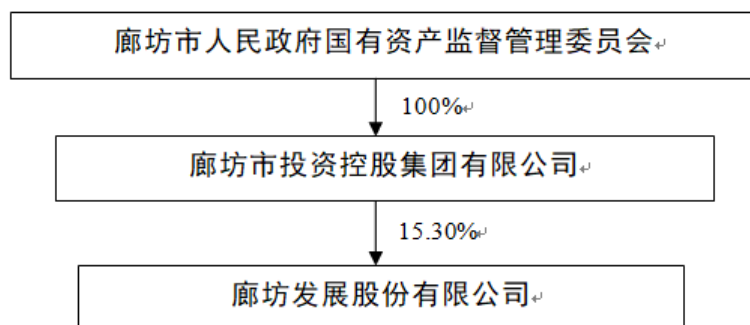 廊坊市人民政府国有资产监督管理委员会
100%
廊坊市投资控股集团有限公司
15.30%
廊坊发展股份有限公司